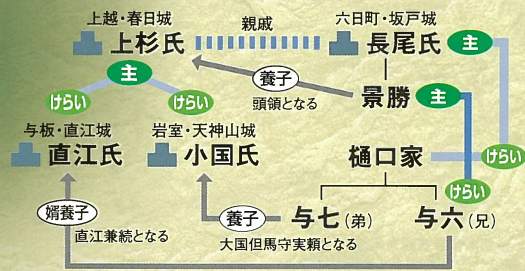 上越・春日城
上杉氏
親戚
六日町・坂戸城
長尾氏
主
主
養子
頭領となる
景勝
主
けらい
けらい
与板・直江城
直江氏
岩室・天神山城
小国氏
樋口家
けらい
けらい
婿養子
直江兼続となる
養子
大国但馬守実頼となる
与七(弟)
与六(兄)